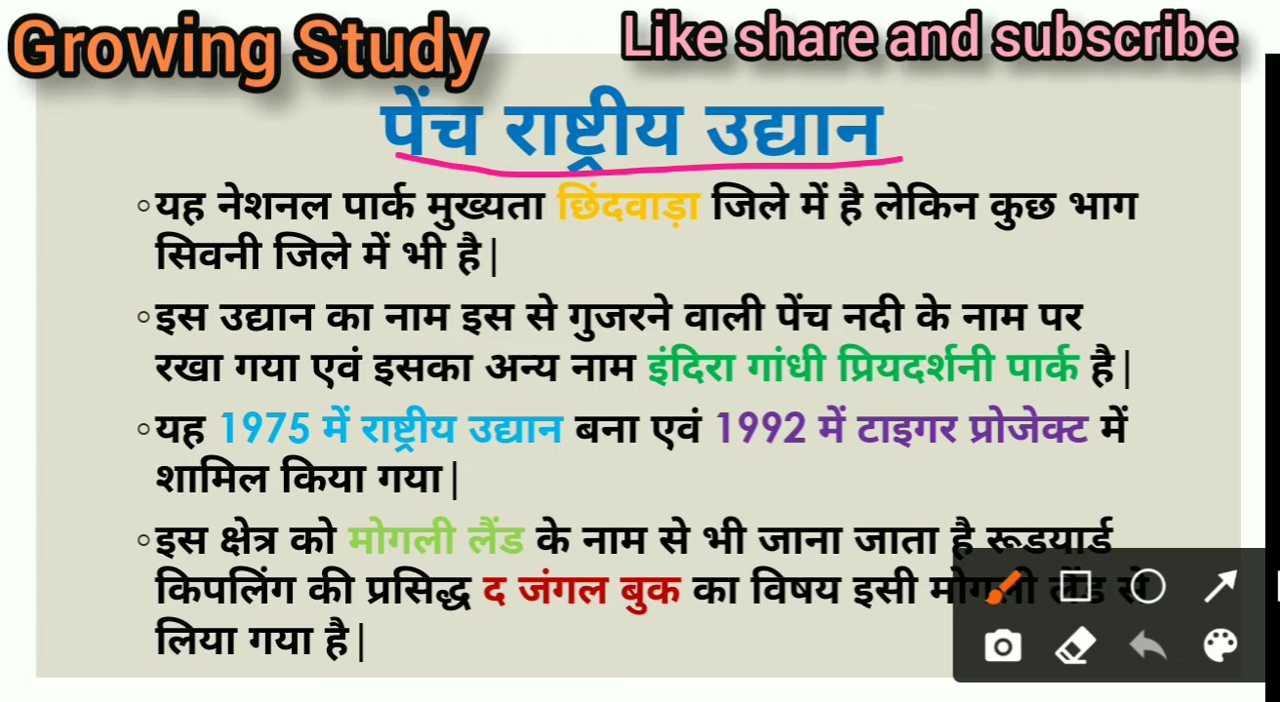 Growing Study
Like share and subscribe
पेंच राष्ट्रीय उद्यान
◦यह नेशनल पार्क मुख्यता छिंदवाड़ा जिले में है लेकिन कुछ भाग
सिवनी जिले में भी है|
◦इस उद्यान का नाम इस से गुजरने वाली पेंच नदी के नाम पर
रखा गया एवं इसका अन्य नाम इंदिरा गांधी प्रियदर्शनी पार्क है|
◦यह 1975 में राष्ट्रीय उद्यान बना एवं 1992 में टाइगर प्रोजेक्ट में
शामिल किया गया|
◦इस क्षेत्र को मोगली लैंड के नाम से भी जाना जाता है रूडयार्ड
किपलिंग की प्रसिद्ध द जंगल बुक का विषय इसी मोगली लेंड से
लिया गया है|